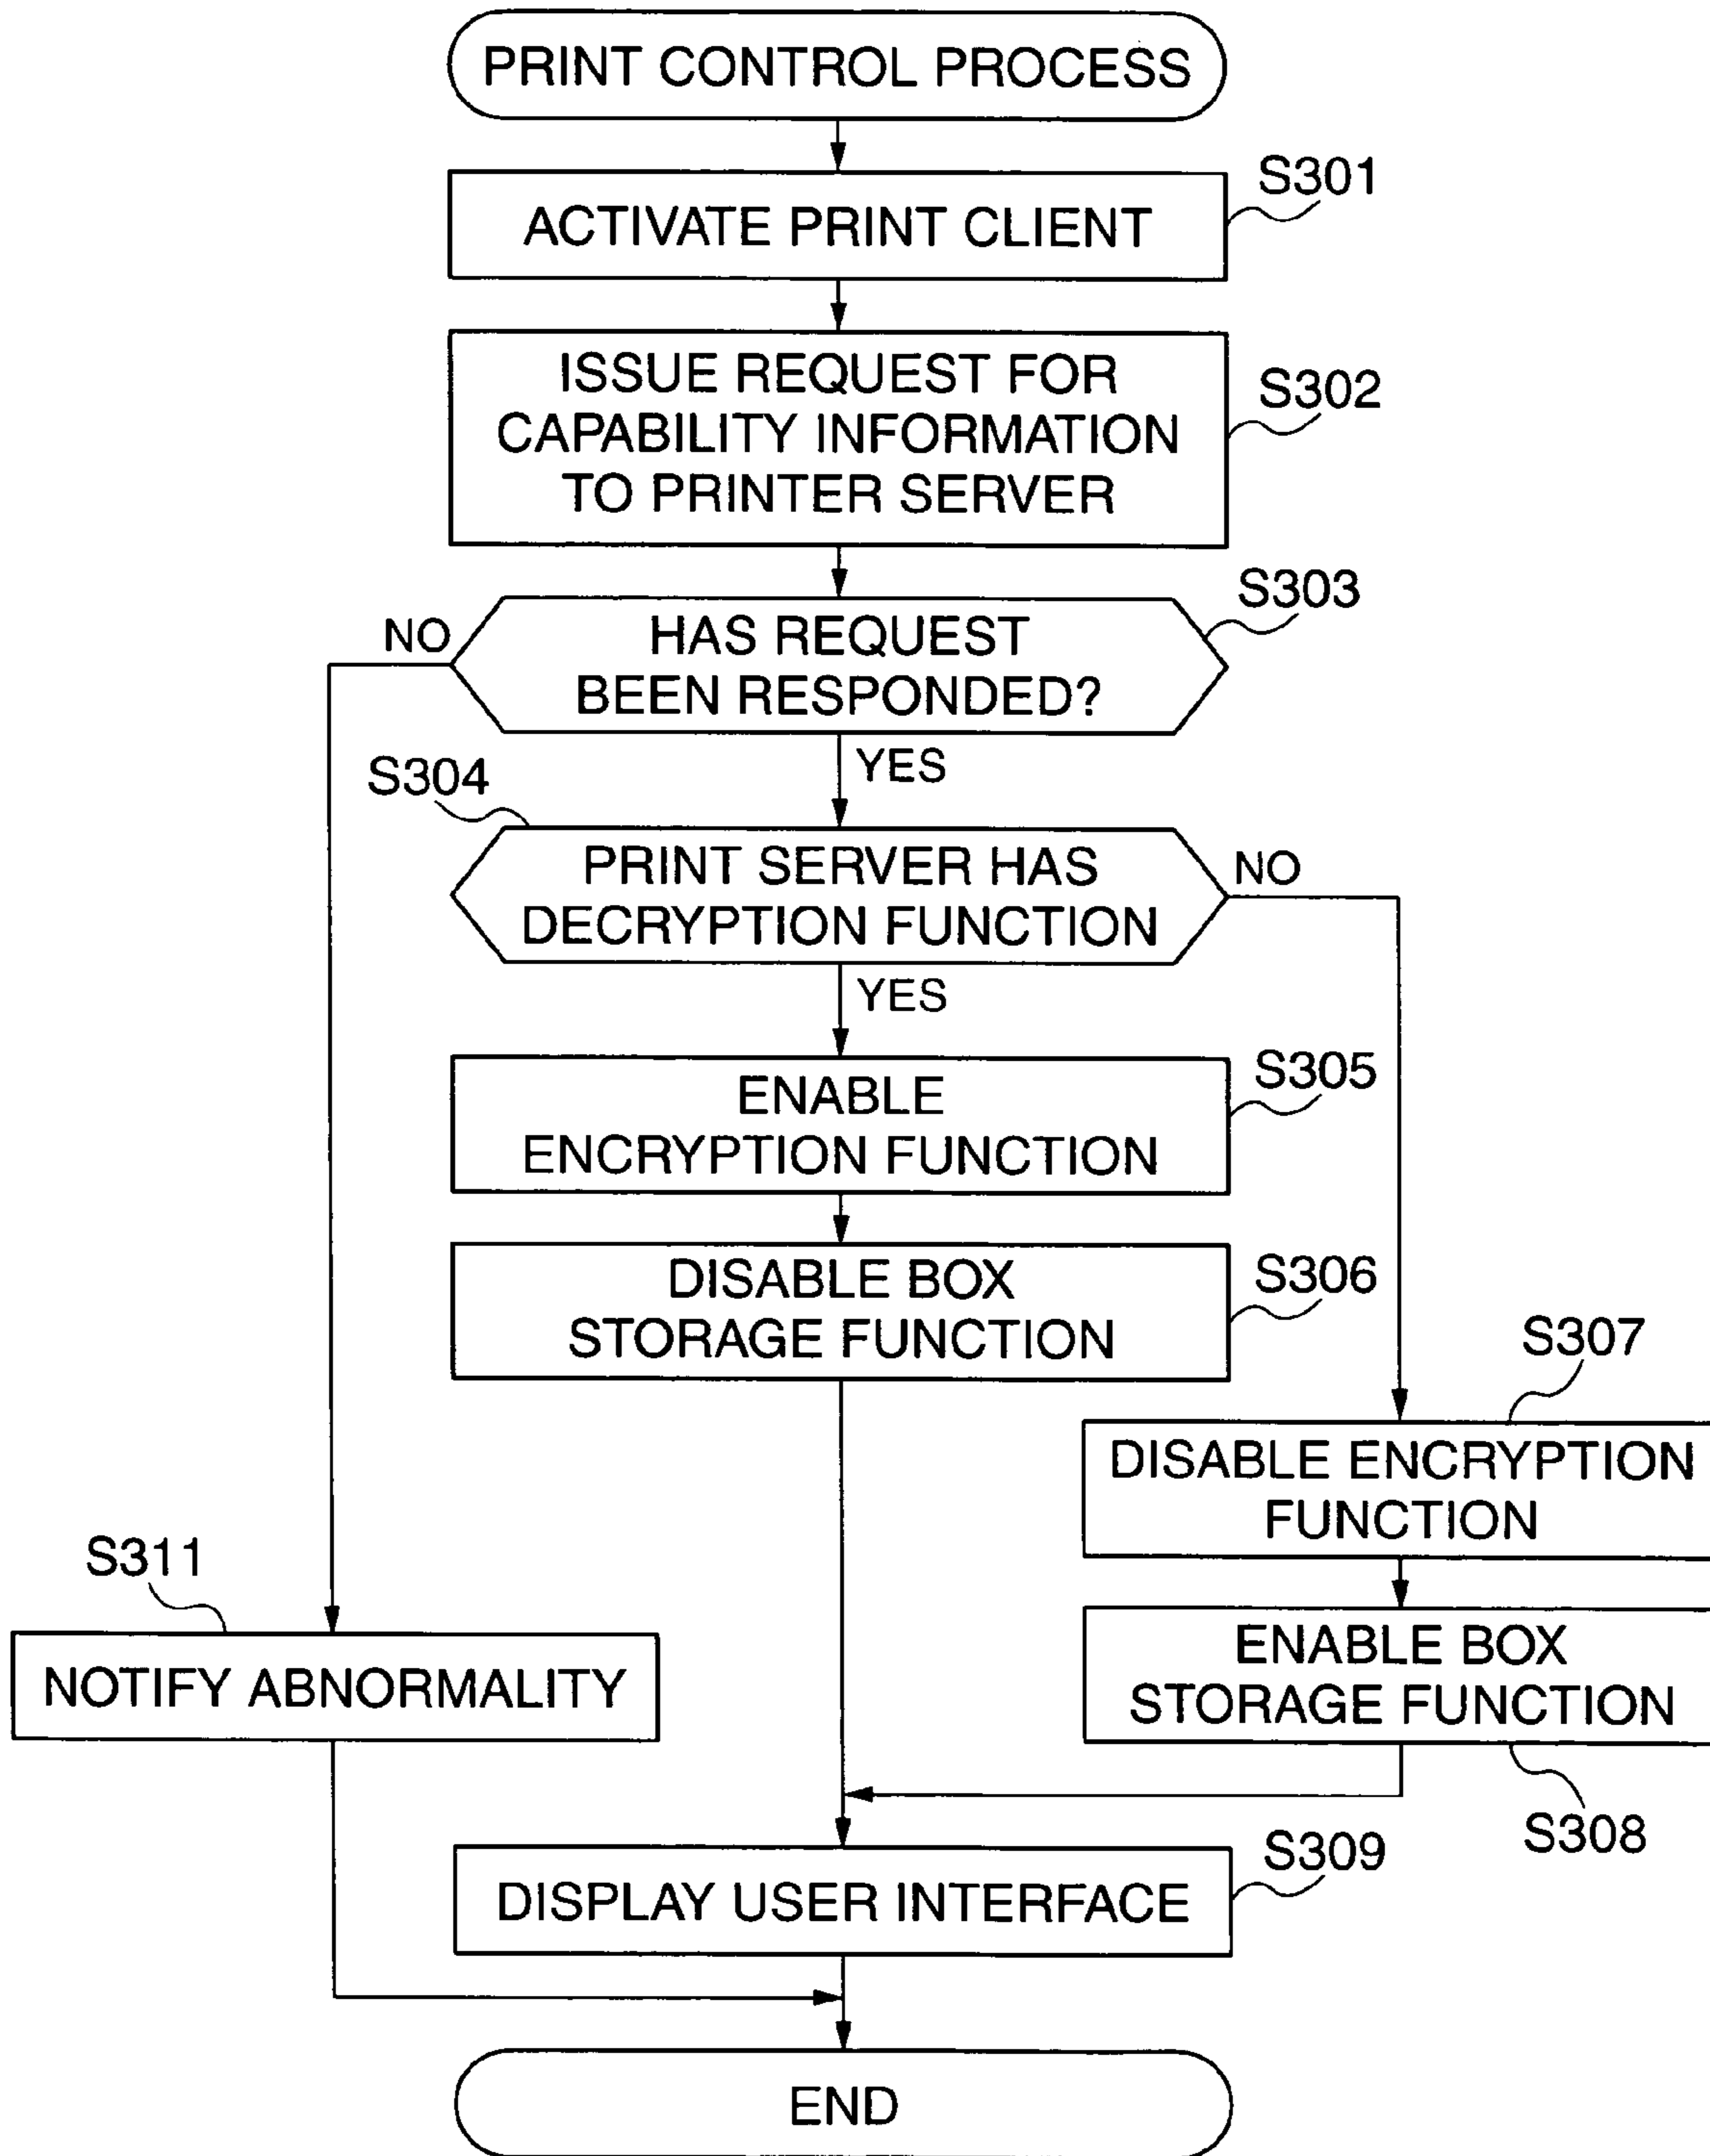 PRINT CONTROL PROCESS
S301
ACTIVATE PRINT CLIENT
ISSUE REQUEST FOR
CAPABILITY INFORMATION
TO PRINTER SERVER
S302
S303
NO
HAS REQUEST
BEEN RESPONDED?
YES
S304
PRINT SERVER HAS
DECRYPTION FUNCTION
NO
YES
S305
ENABLE
ENCRYPTION FUNCTION
S306
DISABLE BOX
STORAGE FUNCTION
S307
DISABLE ENCRYPTION
FUNCTION
S311
NOTIFY ABNORMALITY
ENABLE BOX
STORAGE FUNCTION
S308
S309
DISPLAY USER INTERFACE
END